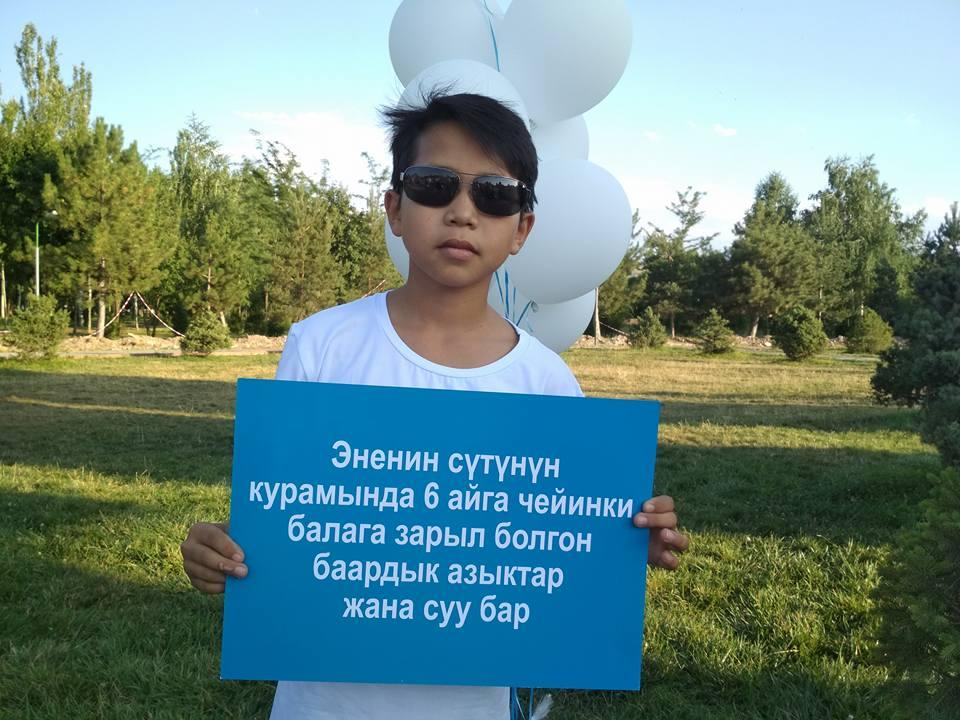 Эненин сүтүнүн
курамында 6 айга чейинки
балага зарыл болгон
баардык азыктар
жана суу бар